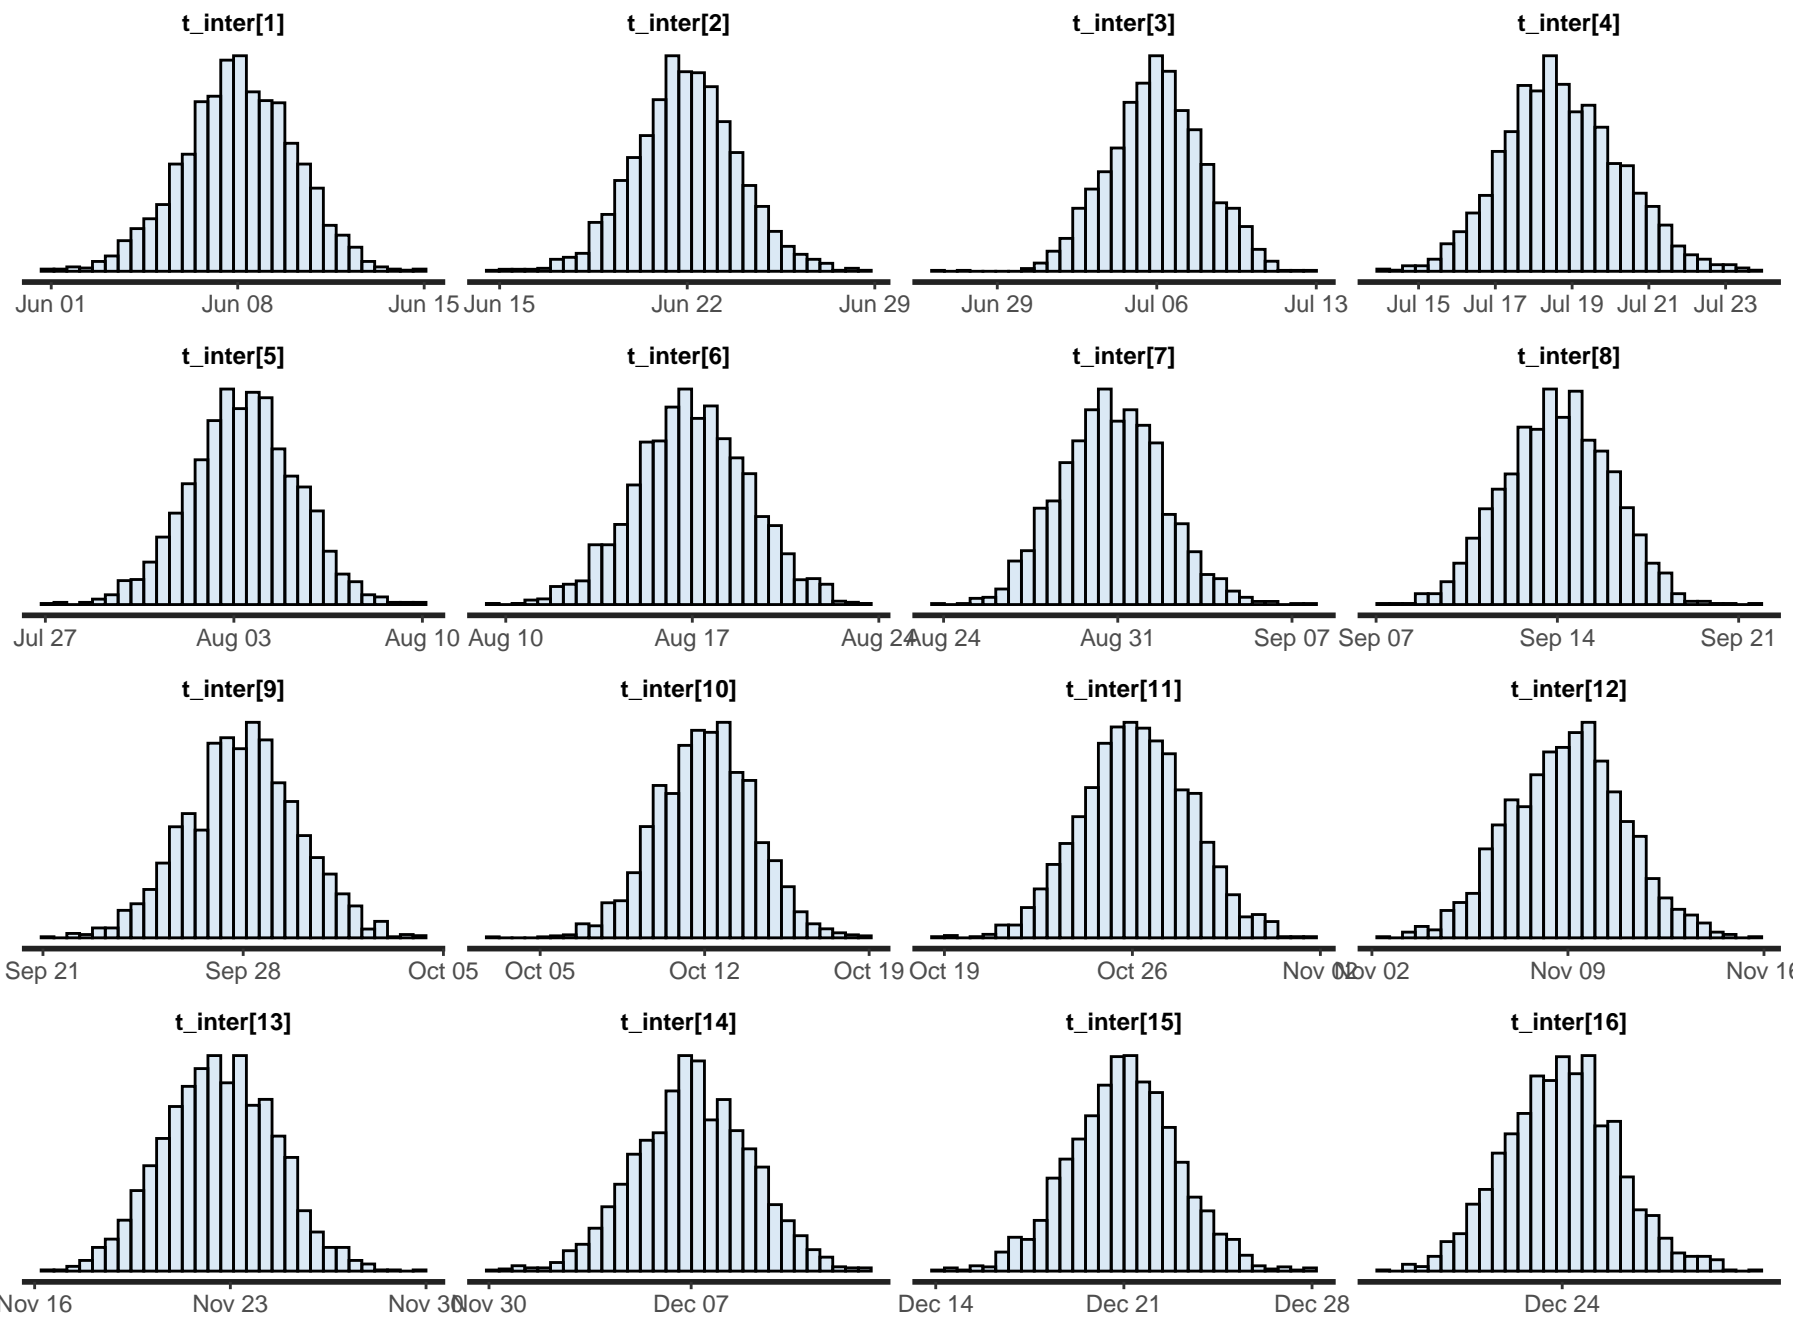 t_inter[1] t_inter[2] t_inter[3] t_inter[4]
Jun 01 Jun 08 Jun 15 Jun 15 Jun 22 Jun 29 Jun 29 Jul 06 Jul 13 Jul 15 Jul 17 Jul 19 Jul 21 Jul 23
t_inter[5] t_inter[6] t_inter[7] t_inter[8]
Jul 27 Aug 03 Aug 10 Aug 10 Aug 17 Aug 24 Aug 24 Aug 31 Sep 07 Sep 07 Sep 14 Sep 21
t_inter[9] t_inter[10] t_inter[11] t_inter[12]
Sep 21 Sep 28 Oct 05 Oct 05 Oct 12 Oct 19 Oct 19 Oct 26 Nov 02 Nov 02 Nov 09 Nov 16
t_inter[13] t_inter[14] t_inter[15] t_inter[16]
Nov 16 Nov 23 Nov 30 Nov 30 Dec 07 Dec 14 Dec 21 Dec 28 Dec 24